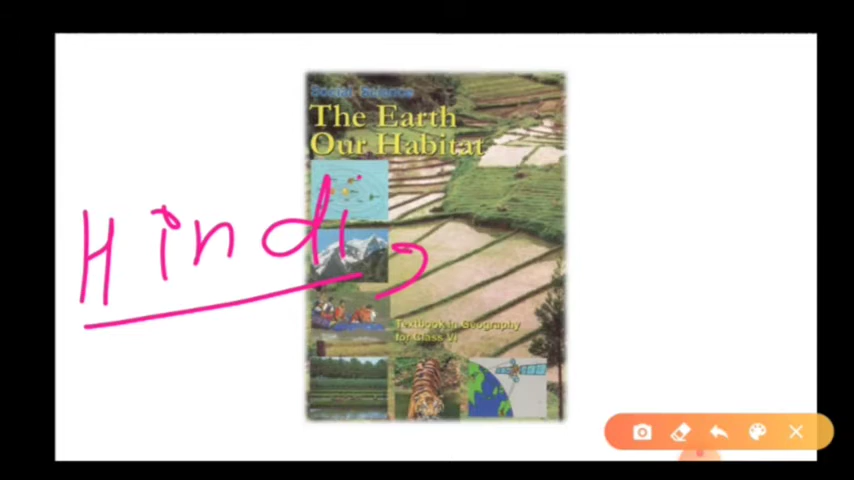 Social Science
The Earth
Our Habitat
Hindi,
Textbook in Geography
for Class VI